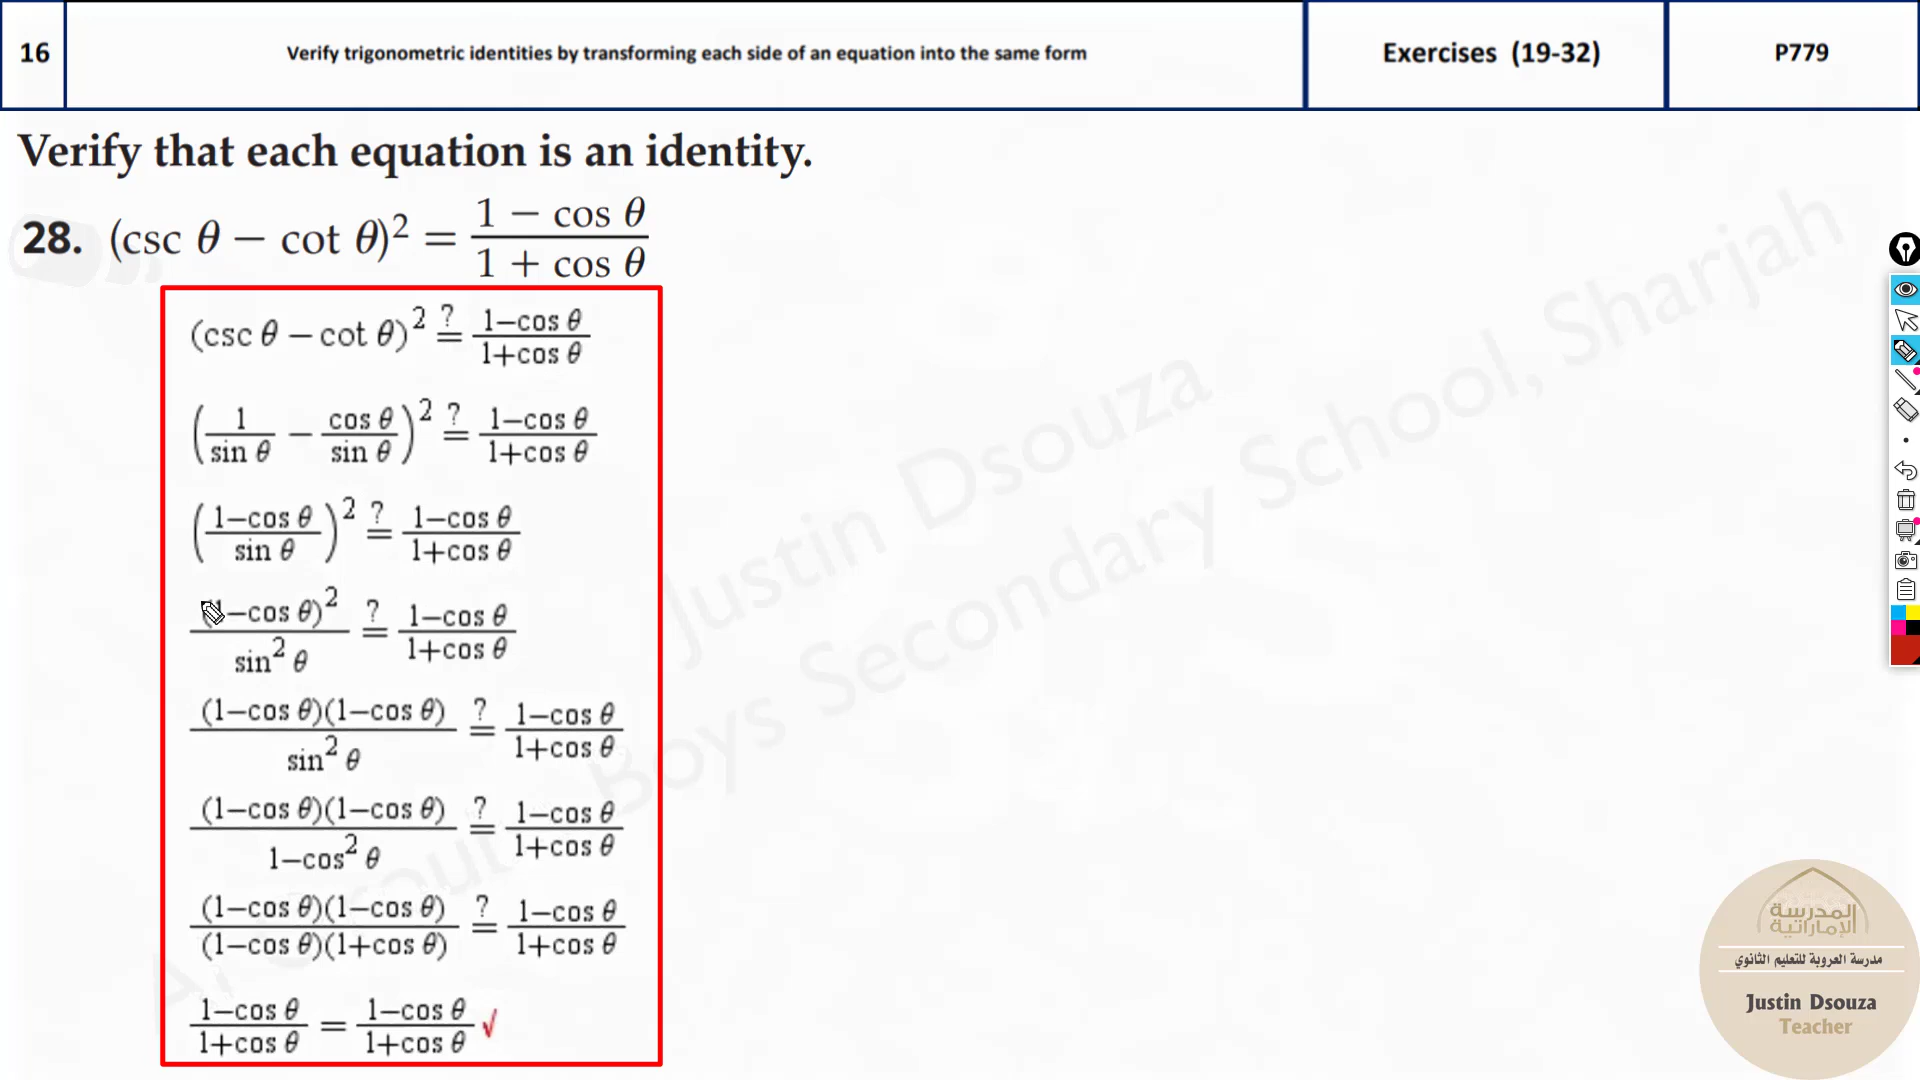 16
Verify trigonometric identities by transforming each side of an equation into the same form
Exercises (19-32)
P779
Verify that each equation is an identity.
28. (csc θ − cot θ)² = (1 − cos θ)/(1 + cos θ)
(csc θ − cot θ)² ≟ (1−cos θ)/(1+cos θ)
(1/sin θ − cos θ/sin θ)² ≟ (1−cos θ)/(1+cos θ)
((1−cos θ)/sin θ)² ≟ (1−cos θ)/(1+cos θ)
(1−cos θ)²/sin² θ ≟ (1−cos θ)/(1+cos θ)
(1−cos θ)(1−cos θ)/sin² θ ≟ (1−cos θ)/(1+cos θ)
(1−cos θ)(1−cos θ)/(1−cos² θ) ≟ (1−cos θ)/(1+cos θ)
(1−cos θ)(1−cos θ)/((1−cos θ)(1+cos θ)) ≟ (1−cos θ)/(1+cos θ)
(1−cos θ)/(1+cos θ) = (1−cos θ)/(1+cos θ) √
Justin Dsouza
Boys Secondary School, Sharjah
المدرسة
الإماراتية
مدرسة العروبة للتعليم الثانوي
Justin Dsouza
Teacher